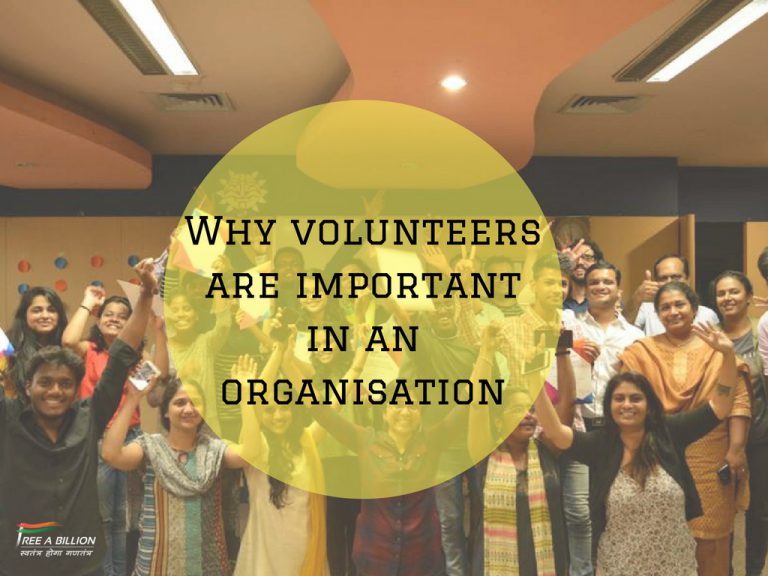 WHY VOLUNTEERS
ARE IMPORTANT
IN AN
ORGANISATION
FREE A BILLION
स्वतंत्र होगा गणतंत्र